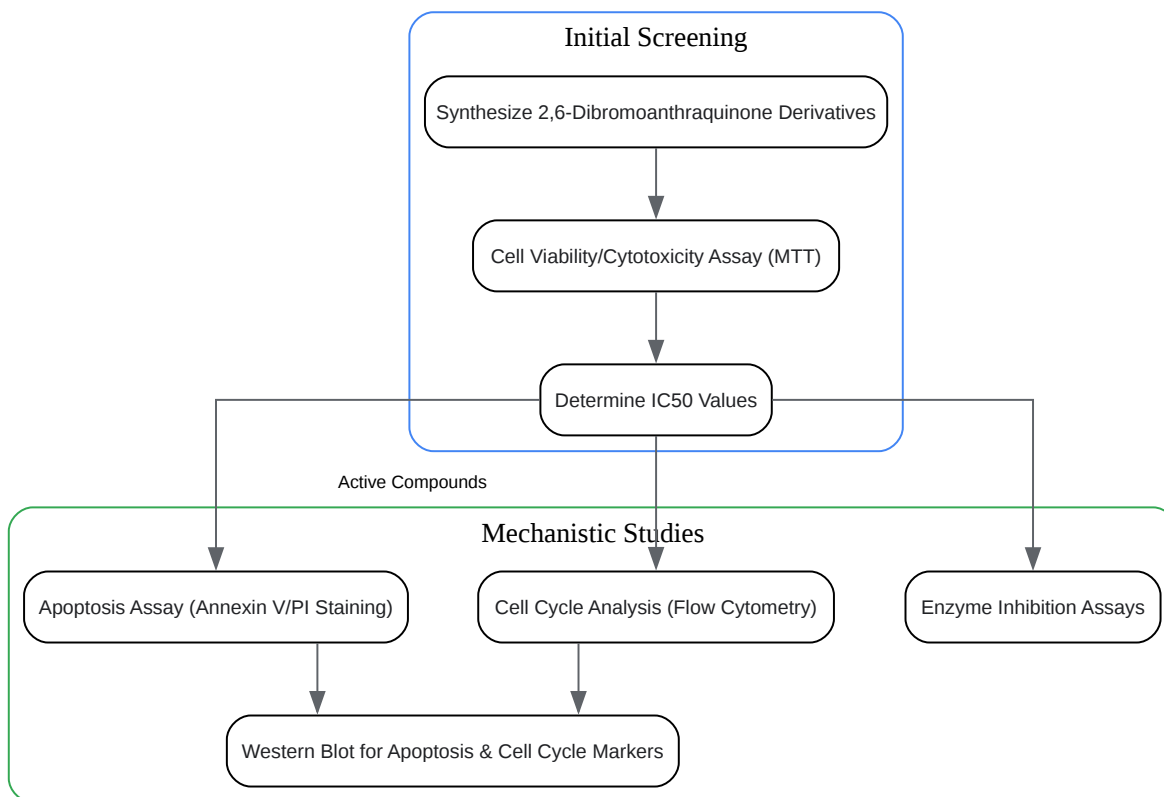 Initial Screening
Synthesize 2,6-Dibromoanthraquinone Derivatives
Cell Viability/Cytotoxicity Assay (MTT)
Determine IC50 Values
Active Compounds
Mechanistic Studies
Apoptosis Assay (Annexin V/PI Staining)
Cell Cycle Analysis (Flow Cytometry)
Enzyme Inhibition Assays
Western Blot for Apoptosis & Cell Cycle Markers